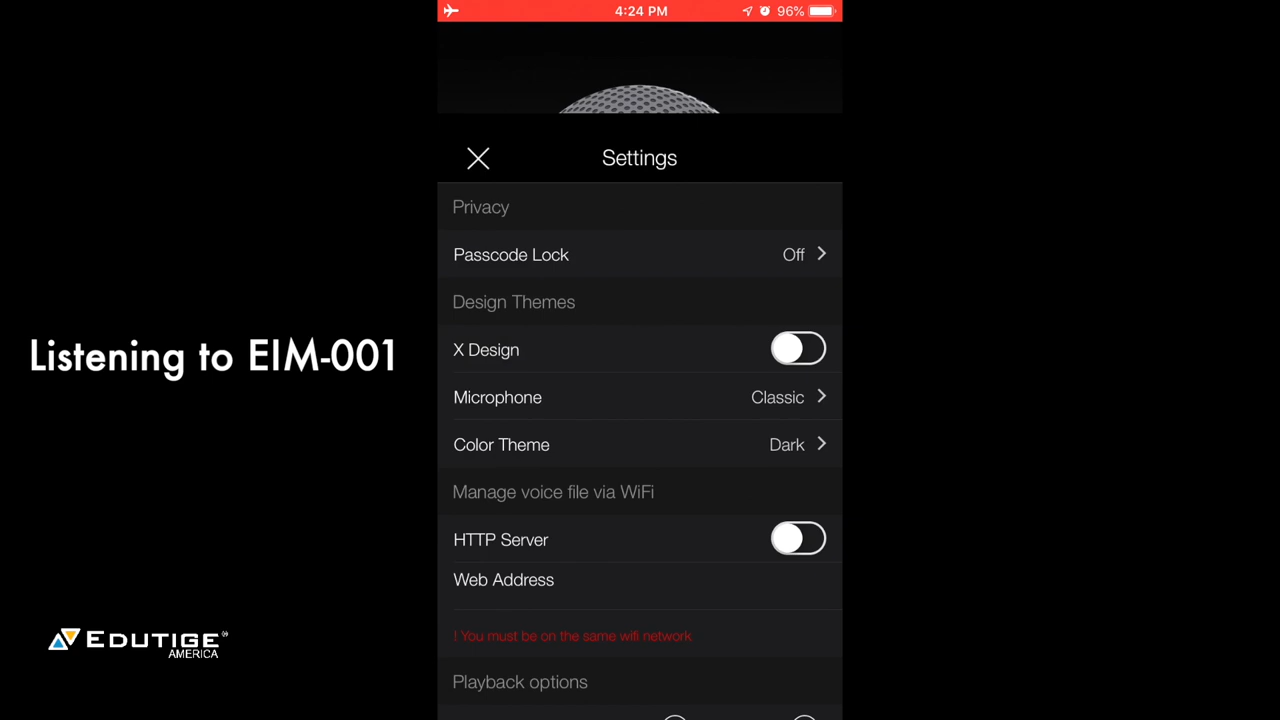 4:24 PM
96%
Settings
Privacy
Passcode Lock
Off
Design Themes
X Design
Microphone
Classic
Color Theme
Dark
Manage voice file via WiFi
HTTP Server
Web Address
! You must be on the same wifi network
Playback options
Listening to EIM-001
EDUTIGE®
AMERICA